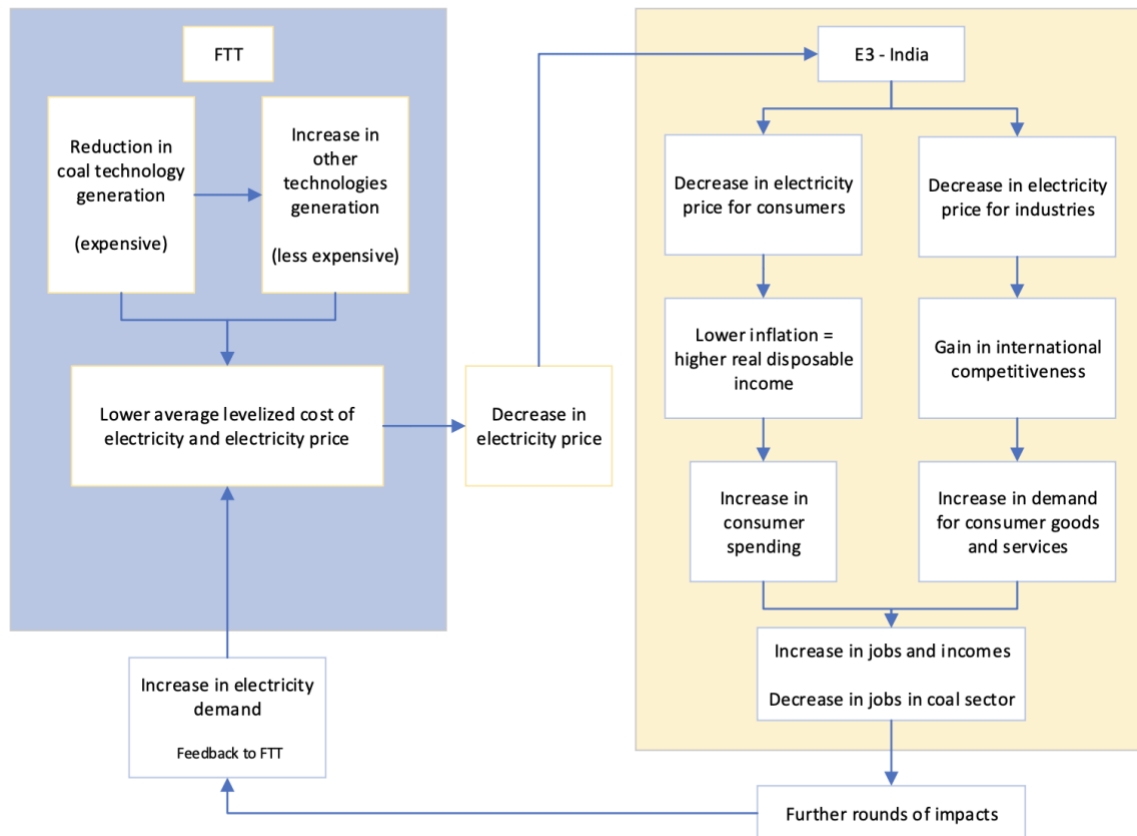 FTT
Reduction in
coal technology
generation
(expensive)
Increase in
other
technologies
generation
(less expensive)
Lower average levelized cost of
electricity and electricity price
Decrease in
electricity price
E3 - India
Decrease in electricity
price for consumers
Decrease in electricity
price for industries
Lower inflation =
higher real disposable
income
Gain in international
competitiveness
Increase in
consumer
spending
Increase in demand
for consumer goods
and services
Increase in jobs and incomes
Decrease in jobs in coal sector
Further rounds of impacts
Increase in electricity
demand
Feedback to FTT